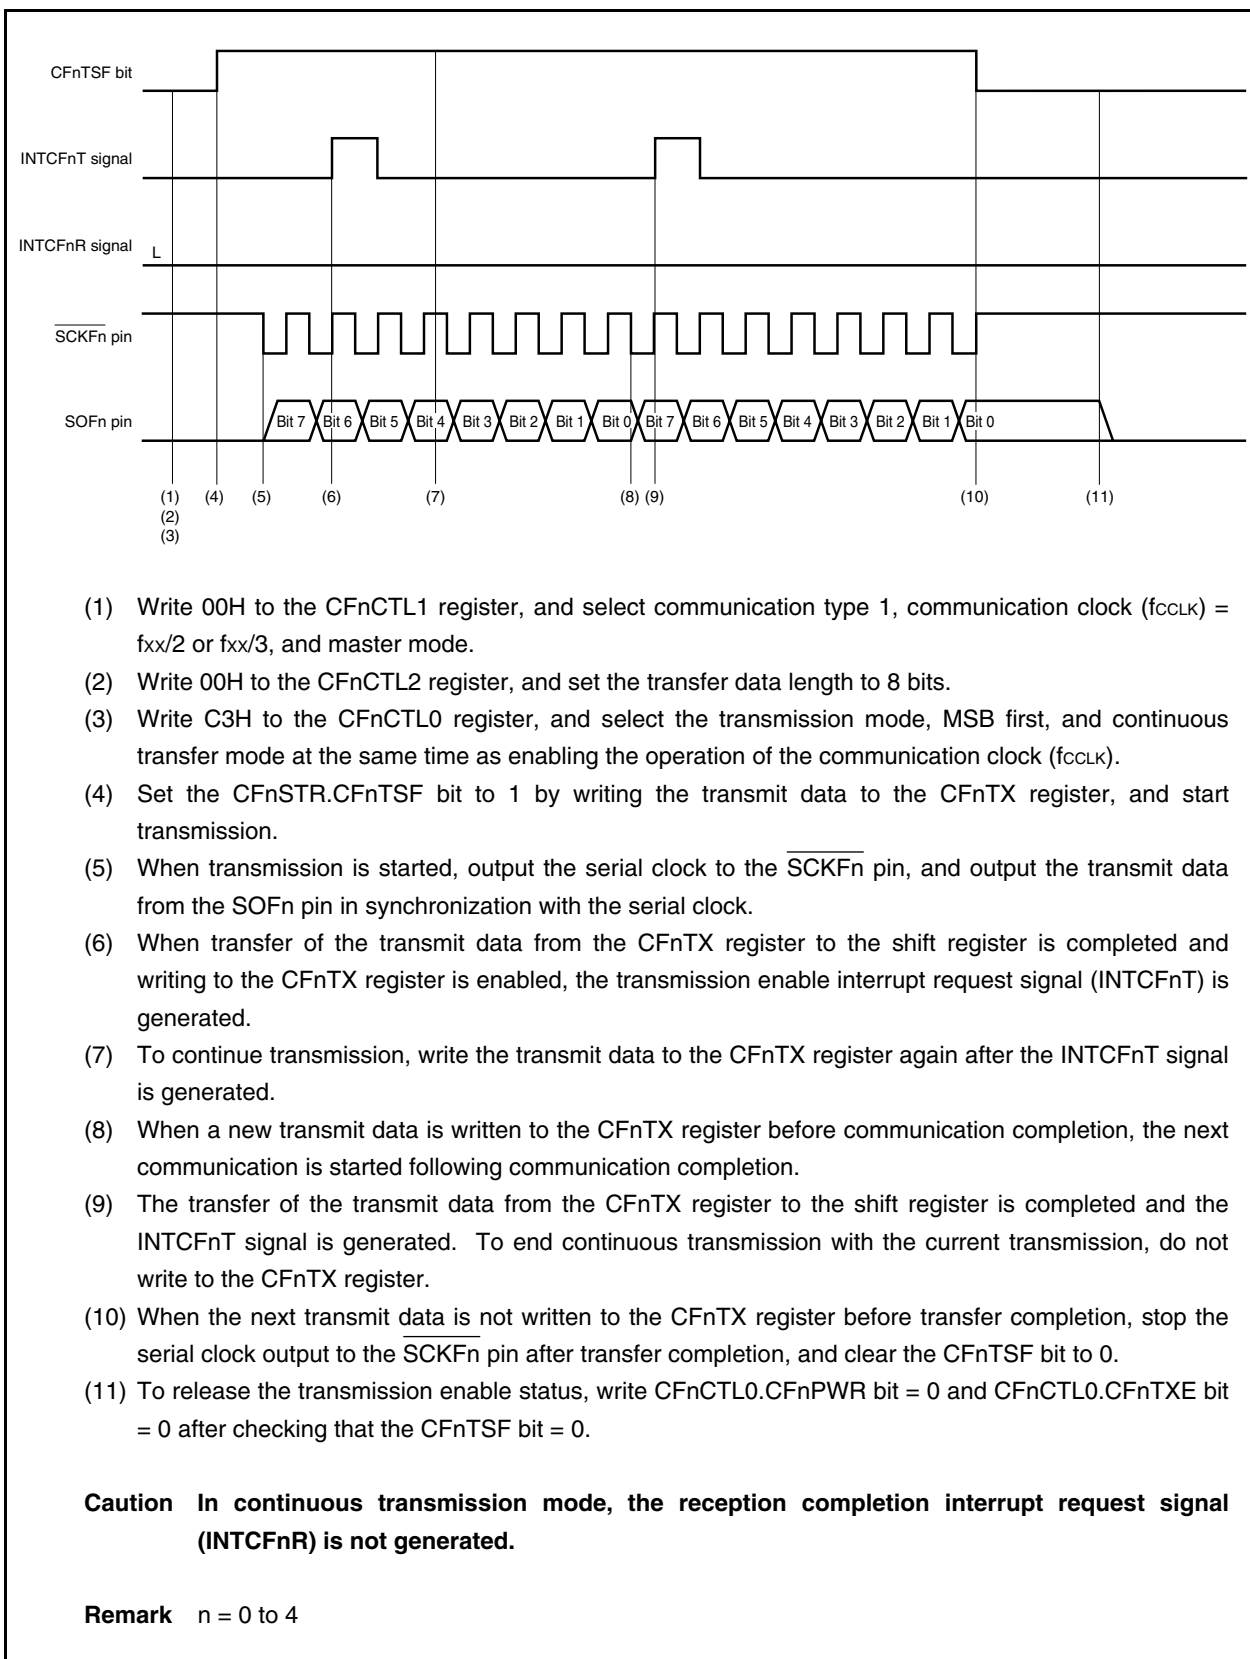 CFnTSF bit
INTCFnT signal
INTCFnR signal L
SCKFn pin
SOFn pin Bit 7 Bit 6 Bit 5 Bit 4 Bit 3 Bit 2 Bit 1 Bit 0 Bit 7 Bit 6 Bit 5 Bit 4 Bit 3 Bit 2 Bit 1 Bit 0
(1) (4) (5) (6) (7) (8) (9) (10) (11)
(2)
(3)
(1) Write 00H to the CFnCTL1 register, and select communication type 1, communication clock (fCCLK) =
fXX/2 or fXX/3, and master mode.
(2) Write 00H to the CFnCTL2 register, and set the transfer data length to 8 bits.
(3) Write C3H to the CFnCTL0 register, and select the transmission mode, MSB first, and continuous
transfer mode at the same time as enabling the operation of the communication clock (fCCLK).
(4) Set the CFnSTR.CFnTSF bit to 1 by writing the transmit data to the CFnTX register, and start
transmission.
(5) When transmission is started, output the serial clock to the SCKFn pin, and output the transmit data
from the SOFn pin in synchronization with the serial clock.
(6) When transfer of the transmit data from the CFnTX register to the shift register is completed and
writing to the CFnTX register is enabled, the transmission enable interrupt request signal (INTCFnT) is
generated.
(7) To continue transmission, write the transmit data to the CFnTX register again after the INTCFnT signal
is generated.
(8) When a new transmit data is written to the CFnTX register before communication completion, the next
communication is started following communication completion.
(9) The transfer of the transmit data from the CFnTX register to the shift register is completed and the
INTCFnT signal is generated. To end continuous transmission with the current transmission, do not
write to the CFnTX register.
(10) When the next transmit data is not written to the CFnTX register before transfer completion, stop the
serial clock output to the SCKFn pin after transfer completion, and clear the CFnTSF bit to 0.
(11) To release the transmission enable status, write CFnCTL0.CFnPWR bit = 0 and CFnCTL0.CFnTXE bit
= 0 after checking that the CFnTSF bit = 0.
Caution In continuous transmission mode, the reception completion interrupt request signal
(INTCFnR) is not generated.
Remark n = 0 to 4